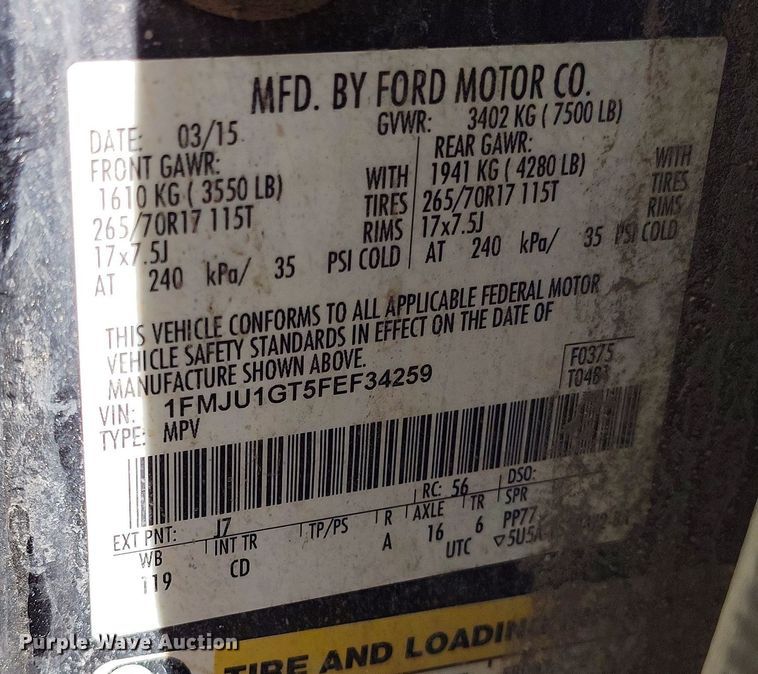 MFD. BY FORD MOTOR CO.
DATE: 03/15 GVWR: 3402 KG ( 7500 LB)
FRONT GAWR: REAR GAWR:
1610 KG ( 3550 LB) WITH 1941 KG ( 4280 LB) WITH
265/70R17 115T TIRES 265/70R17 115T TIRES
17x7.5J RIMS 17x7.5J RIMS
AT 240 kPa/ 35 PSI COLD AT 240 kPa/ 35 PSI COLD
THIS VEHICLE CONFORMS TO ALL APPLICABLE FEDERAL MOTOR
VEHICLE SAFETY STANDARDS IN EFFECT ON THE DATE OF
MANUFACTURE SHOWN ABOVE.
F0375
VIN: 1FMJU1GT5FEF34259
T0483
TYPE: MPV
EXT PNT: J7 RC: 56 DSO:
WB INT TR TP/PS R AXLE TR SPR
119 CD A 16 6 PP77
UTC ▽5U5A
TIRE AND LOADING
Purple Wave Auction